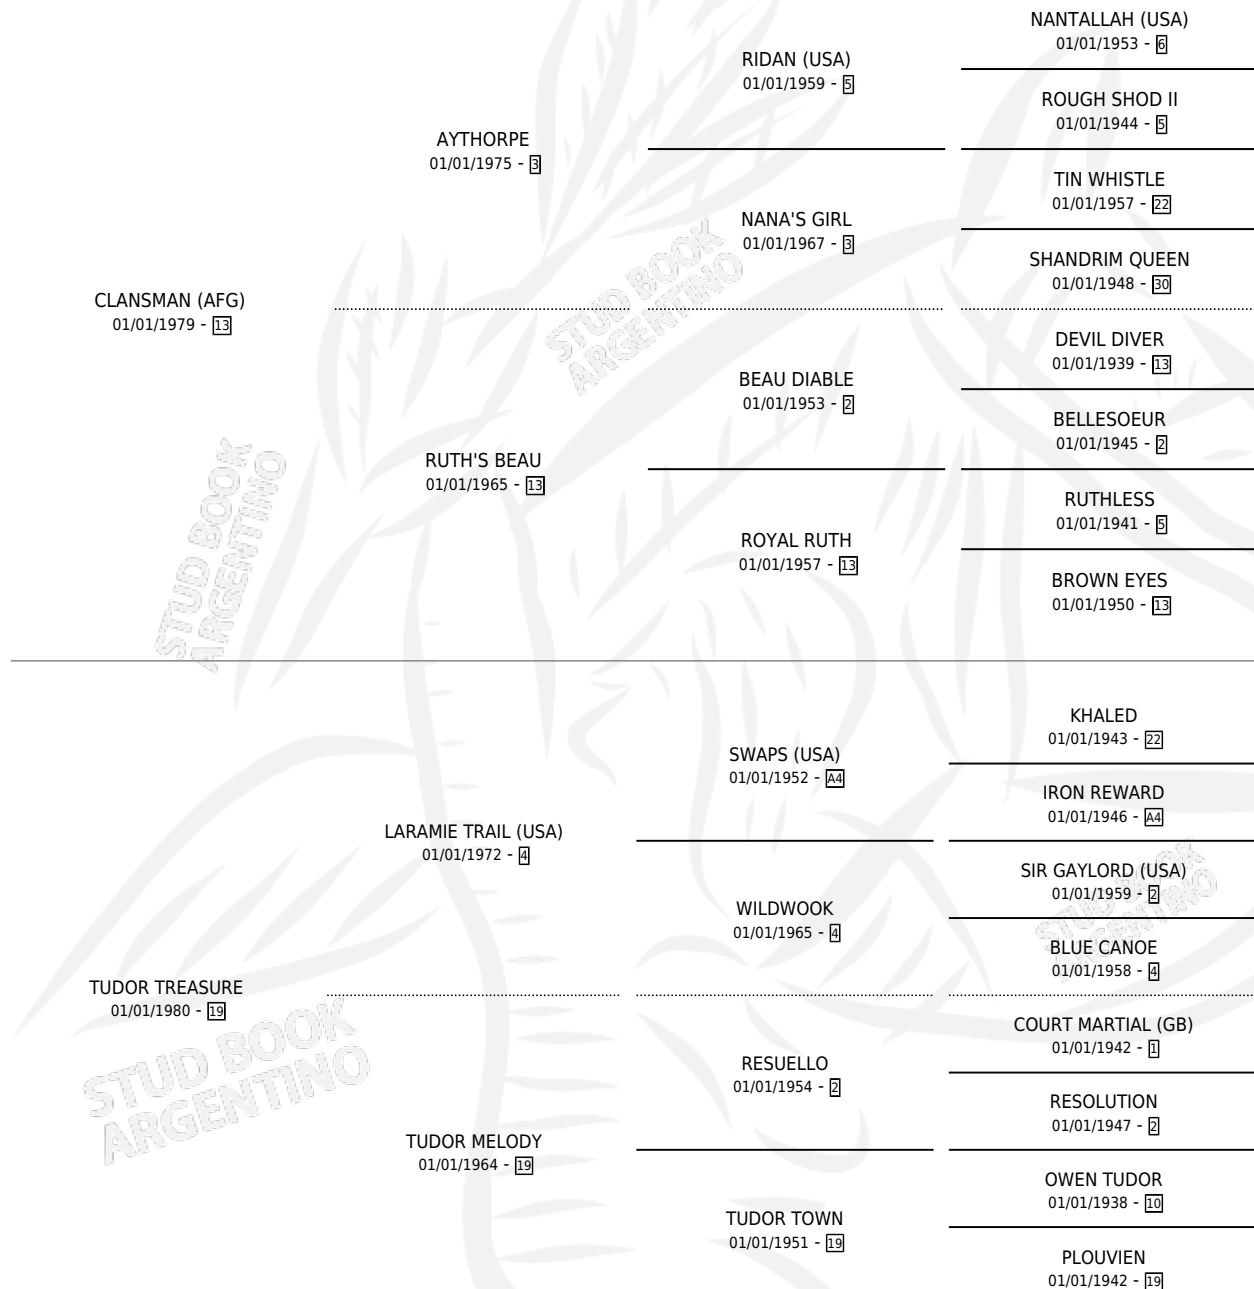 NANTALLAH (USA)
01/01/1953 - 6
RIDAN (USA)
01/01/1959 - 5
ROUGH SHOD II
01/01/1944 - 5
AYTHORPE
01/01/1975 - 3
TIN WHISTLE
01/01/1957 - 22
NANA'S GIRL
01/01/1967 - 3
SHANDRIM QUEEN
01/01/1948 - 30
CLANSMAN (AFG)
01/01/1979 - 13
DEVIL DIVER
01/01/1939 - 13
BEAU DIABLE
01/01/1953 - 2
BELLESOEUR
01/01/1945 - 2
RUTH'S BEAU
01/01/1965 - 13
RUTHLESS
01/01/1941 - 5
ROYAL RUTH
01/01/1957 - 13
BROWN EYES
01/01/1950 - 13
STUD BOOK
ARGENTINO
STUD BOOK
ARGENTINO
KHALED
01/01/1943 - 22
SWAPS (USA)
01/01/1952 - A4
IRON REWARD
01/01/1946 - A4
LARAMIE TRAIL (USA)
01/01/1972 - 4
SIR GAYLORD (USA)
01/01/1959 - 2
WILDWOOK
01/01/1965 - 4
BLUE CANOE
01/01/1958 - 4
TUDOR TREASURE
01/01/1980 - 19
COURT MARTIAL (GB)
01/01/1942 - 1
RESUELLO
01/01/1954 - 2
RESOLUTION
01/01/1947 - 2
TUDOR MELODY
01/01/1964 - 19
OWEN TUDOR
01/01/1938 - 10
TUDOR TOWN
01/01/1951 - 19
PLOUVIEN
01/01/1942 - 19
STUD BOOK
ARGENTINO
STUD BOOK
ARGENTINO